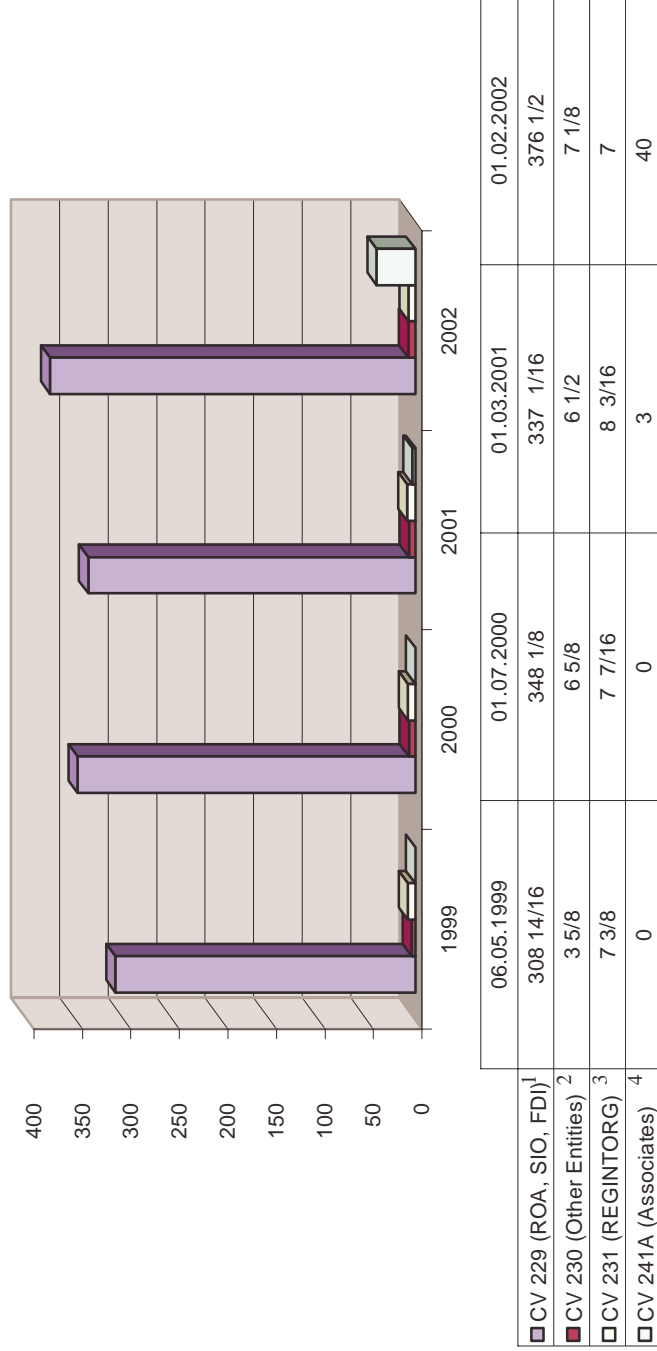 400
350
300
250
200
150
100
50
0
1999 2000 2001 2002
06.05.1999 01.07.2000 01.03.2001 01.02.2002
CV 229 (ROA, SIO, FDI)1 308 14/16 348 1/8 337 1/16 376 1/2
CV 230 (Other Entities) 2 3 5/8 6 5/8 6 1/2 7 1/8
CV 231 (REGINTORG) 3 7 3/8 7 7/16 8 3/16 7
CV 241A (Associates) 4 0 0 3 40